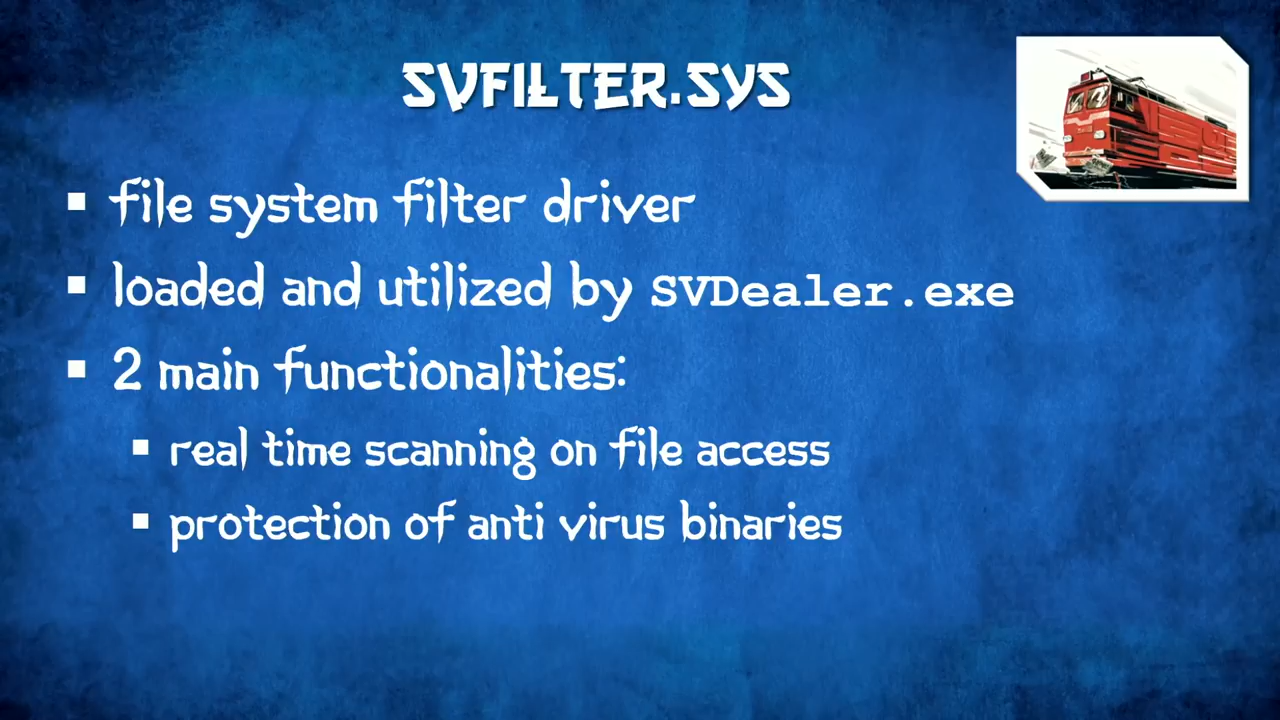 SVFILTER.SYS
file system filter driver
loaded and utilized by SVDealer.exe
2 main functionalities:
real time scanning on file access
protection of anti virus binaries